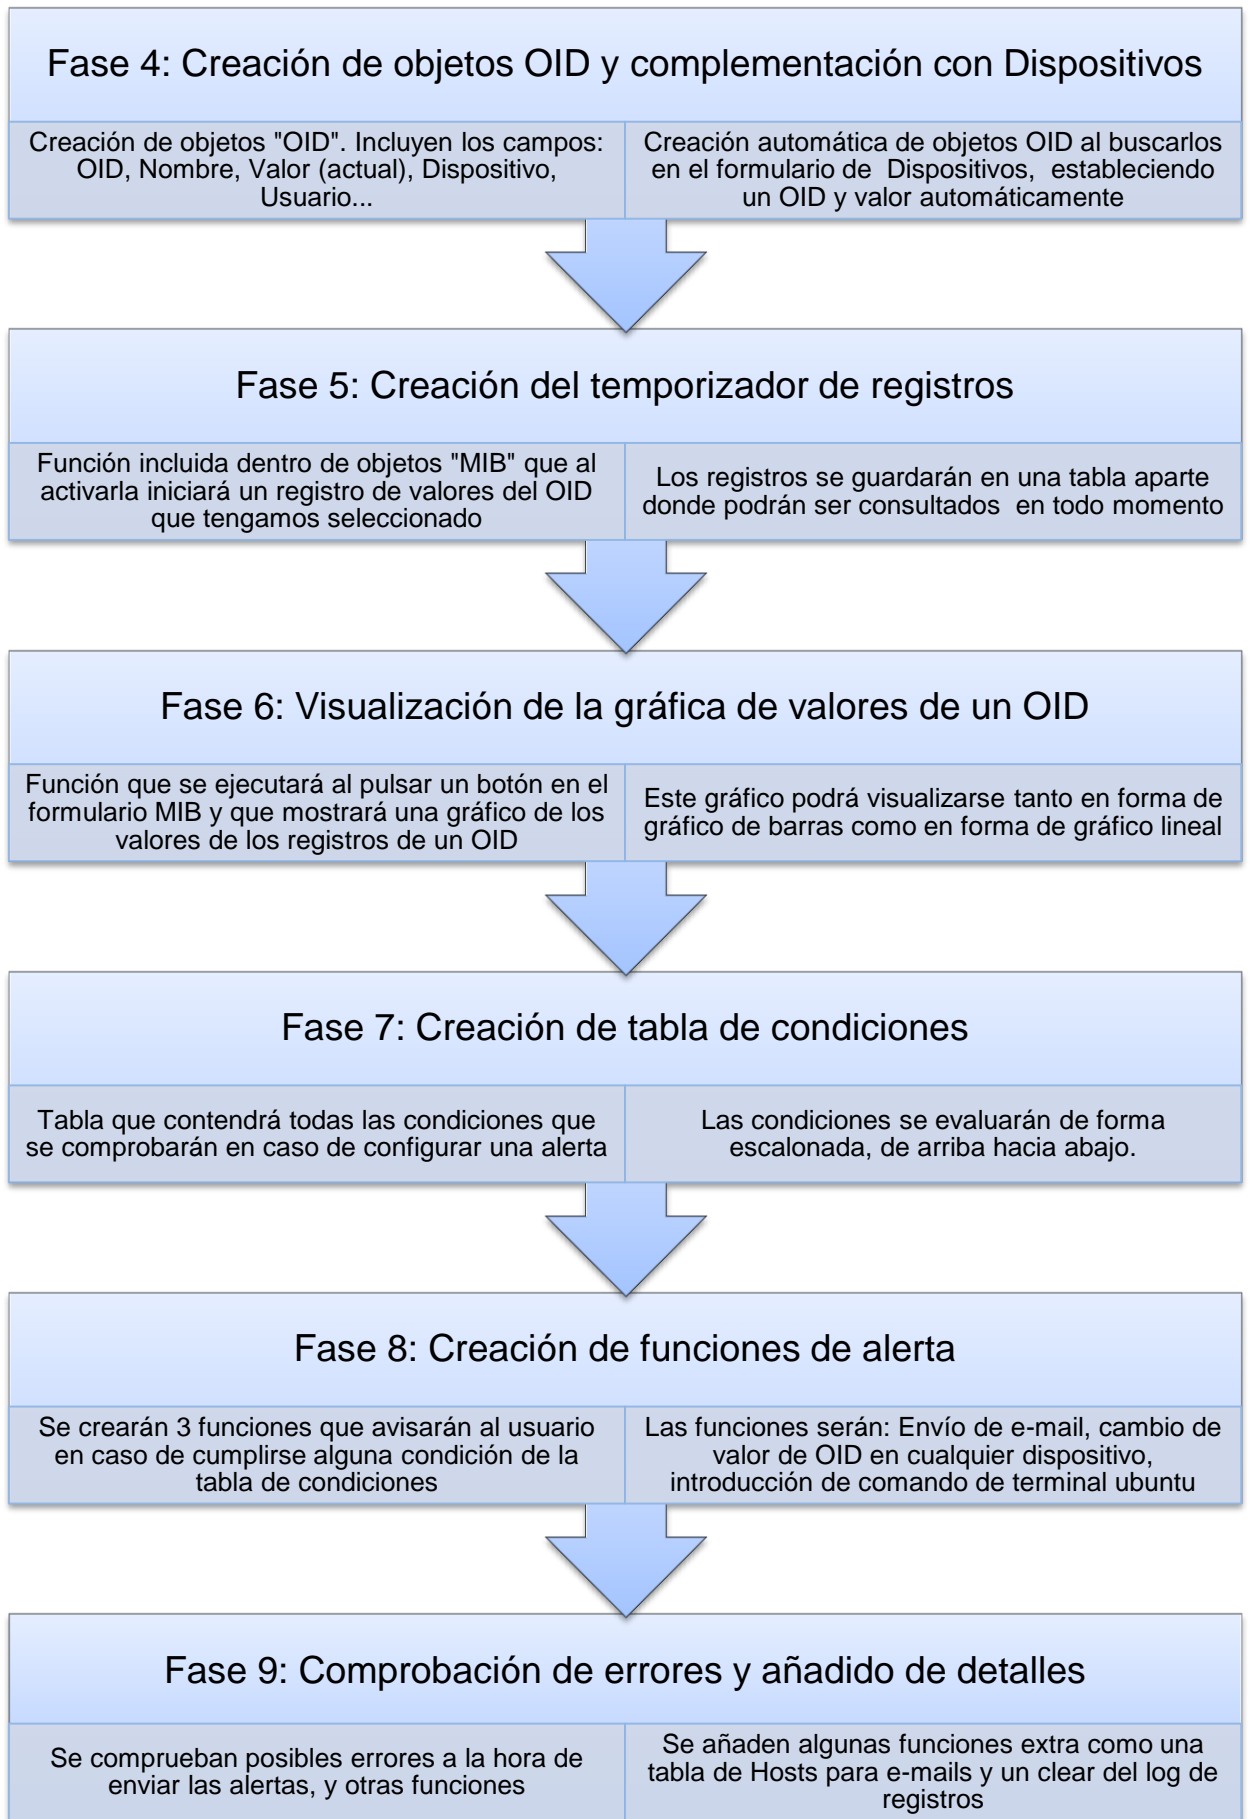 Fase 4: Creación de objetos OID y complementación con Dispositivos
Creación de objetos "OID". Incluyen los campos:
OID, Nombre, Valor (actual), Dispositivo,
Usuario...
Creación automática de objetos OID al buscarlos
en el formulario de Dispositivos, estableciendo
un OID y valor automáticamente
Fase 5: Creación del temporizador de registros
Función incluida dentro de objetos "MIB" que al
activarla iniciará un registro de valores del OID
que tengamos seleccionado
Los registros se guardarán en una tabla aparte
donde podrán ser consultados en todo momento
Fase 6: Visualización de la gráfica de valores de un OID
Función que se ejecutará al pulsar un botón en el
formulario MIB y que mostrará una gráfico de los
valores de los registros de un OID
Este gráfico podrá visualizarse tanto en forma de
gráfico de barras como en forma de gráfico lineal
Fase 7: Creación de tabla de condiciones
Tabla que contendrá todas las condiciones que
se comprobarán en caso de configurar una alerta
Las condiciones se evaluarán de forma
escalonada, de arriba hacia abajo.
Fase 8: Creación de funciones de alerta
Se crearán 3 funciones que avisarán al usuario
en caso de cumplirse alguna condición de la
tabla de condiciones
Las funciones serán: Envío de e-mail, cambio de
valor de OID en cualquier dispositivo,
introducción de comando de terminal ubuntu
Fase 9: Comprobación de errores y añadido de detalles
Se comprueban posibles errores a la hora de
enviar las alertas, y otras funciones
Se añaden algunas funciones extra como una
tabla de Hosts para e-mails y un clear del log de
registros